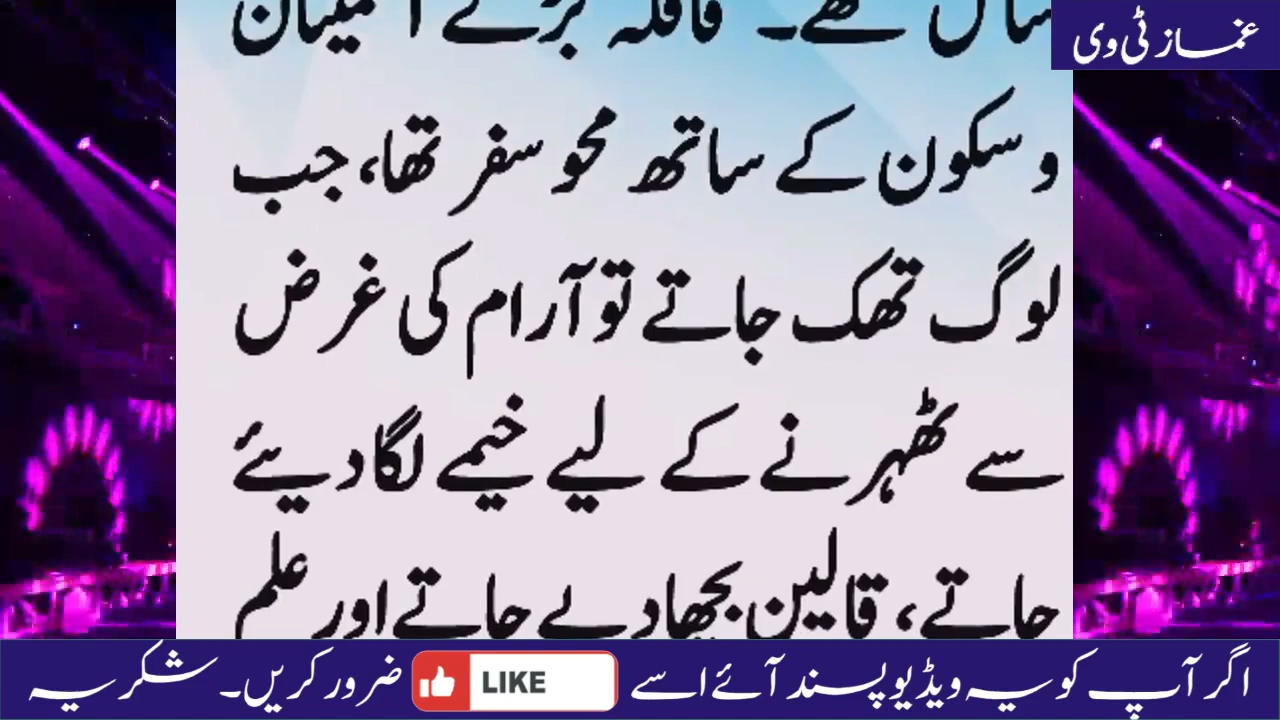 غماز ٹی وی
قافلہ بڑے اطمینان
و سکون کے ساتھ محو سفر تھا، جب
لوگ تھک جاتے تو آرام کی غرض
سے ٹھہرنے کے لیے خیمے لگا دیئے
جاتے، قالین بچھا دیے جاتے اور علم
اگر آپ کو یہ ویڈیو پسند آئے اسے LIKE ضرور کریں۔ شکریہ